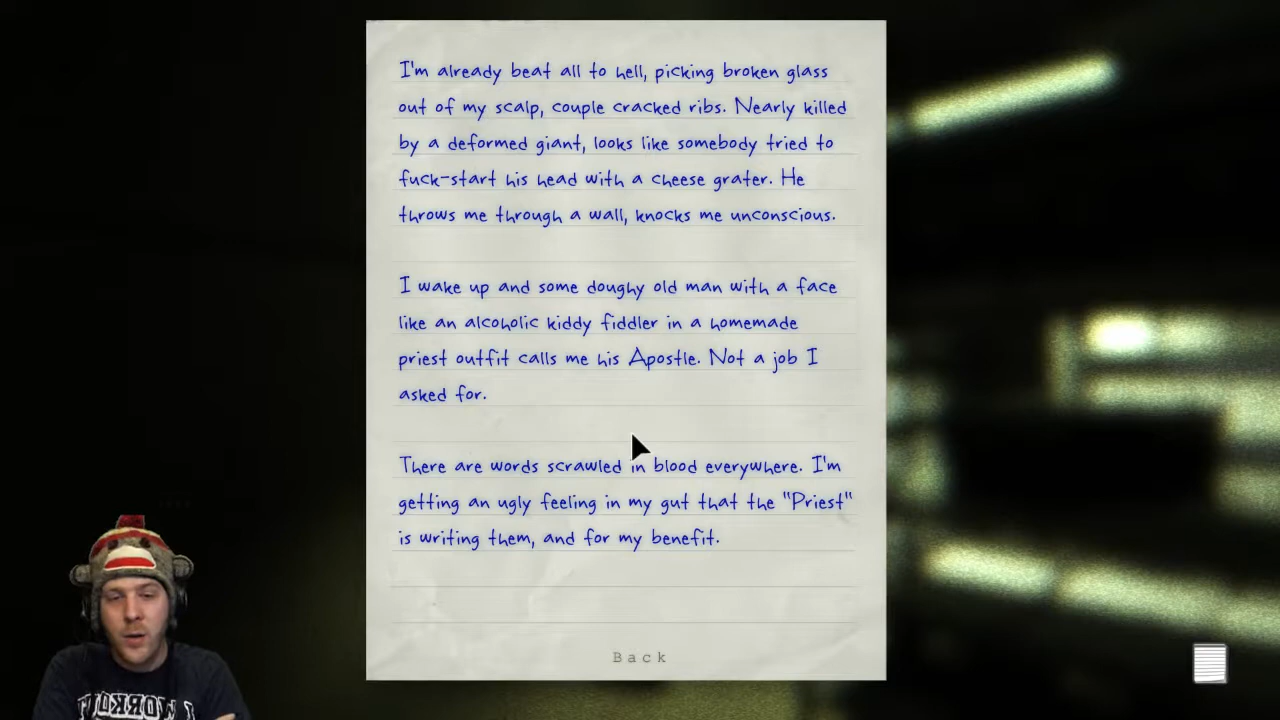 I'm already beat all to hell, picking broken glass
out of my scalp, couple cracked ribs. Nearly killed
by a deformed giant, looks like somebody tried to
fuck-start his head with a cheese grater. He
throws me through a wall, knocks me unconscious.
I wake up and some doughy old man with a face
like an alcoholic kiddy fiddler in a homemade
priest outfit calls me his Apostle. Not a job I
asked for.
There are words scrawled in blood everywhere. I'm
getting an ugly feeling in my gut that the "Priest"
is writing them, and for my benefit.
Back